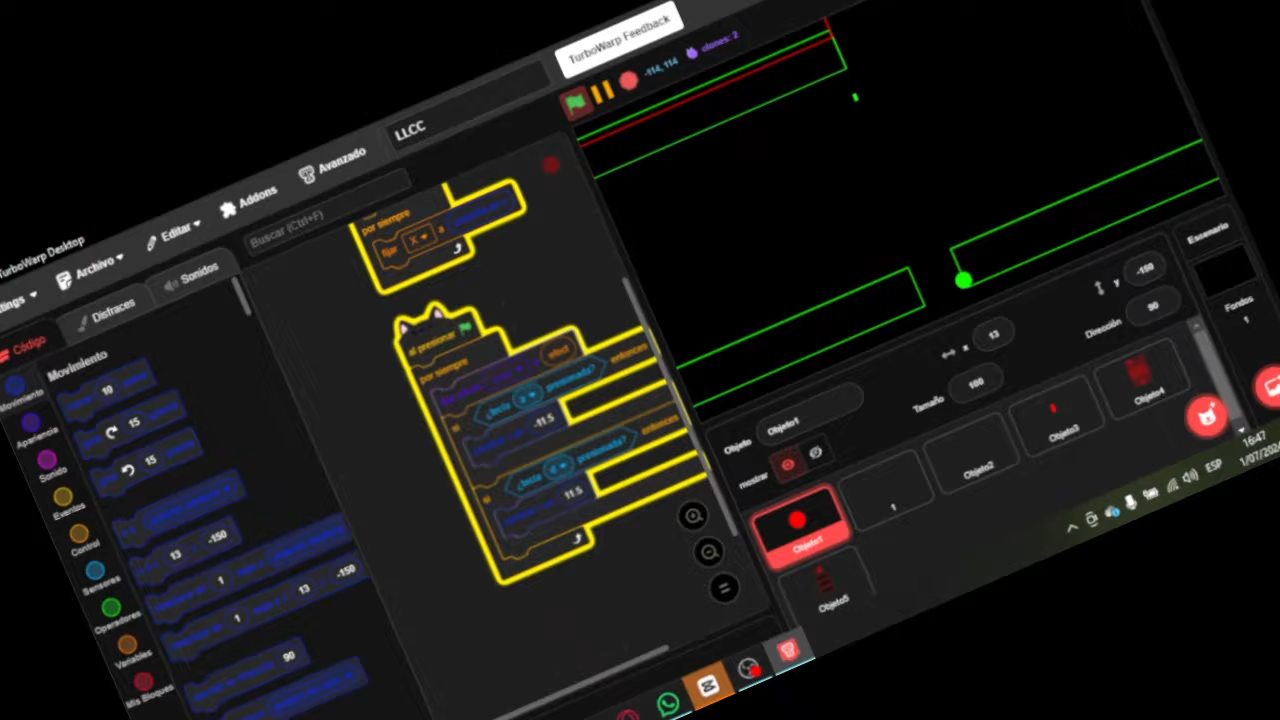 TurboWarp Feedback
TurboWarp Desktop
Archivo
Editar
Addons
Avanzado
LLCC
Código
Disfraces
Sonidos
Buscar (Ctrl+F)
-114, 114
clones: 2
Movimiento
Apariencia
Sonido
Eventos
Control
Sensores
Operadores
Variables
Mis Bloques
Movimiento
10
15
15
13 -150
1
1 13 -150
90
por siempre
fijar X a
al presionar
por siempre
si tecla a presionada? entonces
-11.5
si tecla d presionada? entonces
11.5
Objeto Objeto1
x 13
y -150
mostrar
Tamaño 100
Dirección 90
Objeto1
1
Objeto2
Objeto3
Objeto4
Objeto5
Escenario
Fondos
1
ESP
16:47